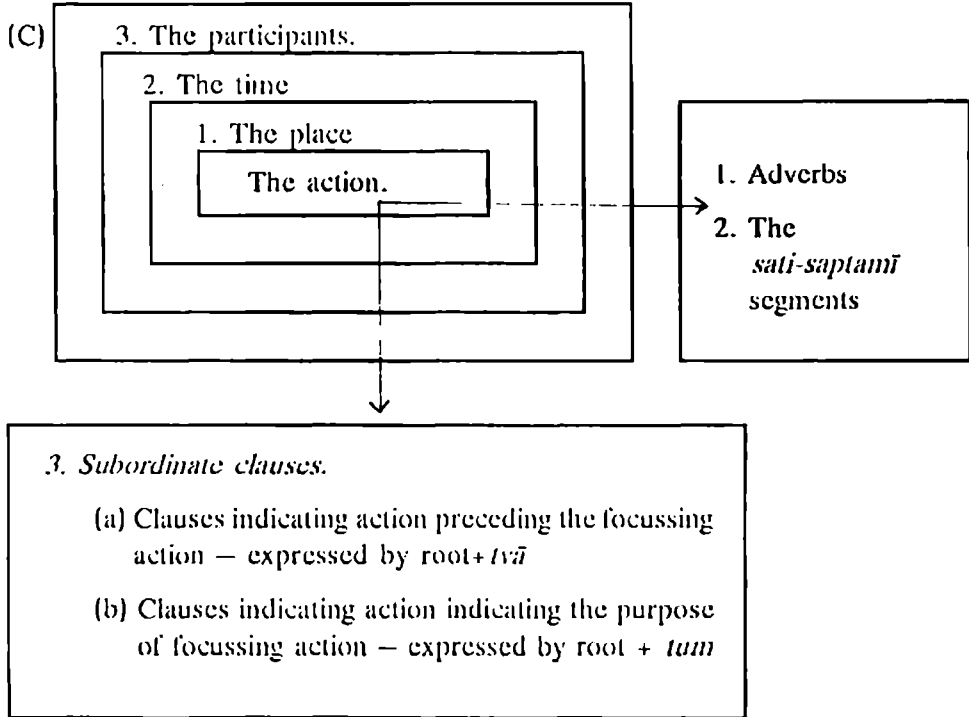 (C)
3. The participants.
2. The time
1. The place
The action.
1. Adverbs
2. The
sati-saptamī
segments
3. Subordinate clauses.
(a) Clauses indicating action preceding the focussing
action — expressed by root+tvā
(b) Clauses indicating action indicating the purpose
of focussing action — expressed by root + tum